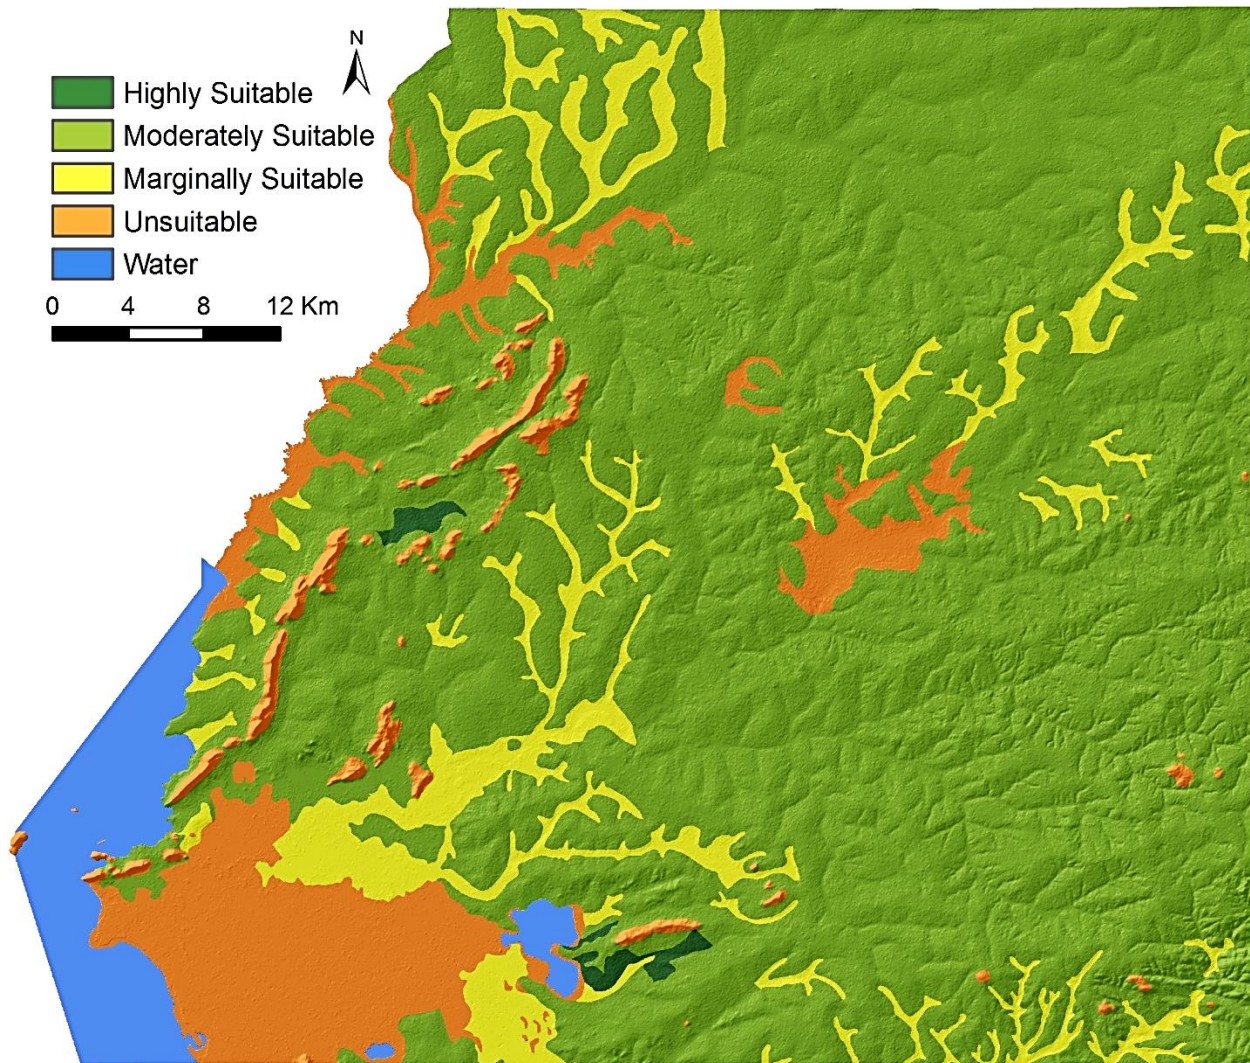 N
Highly Suitable
Moderately Suitable
Marginally Suitable
Unsuitable
Water
0 4 8 12 Km